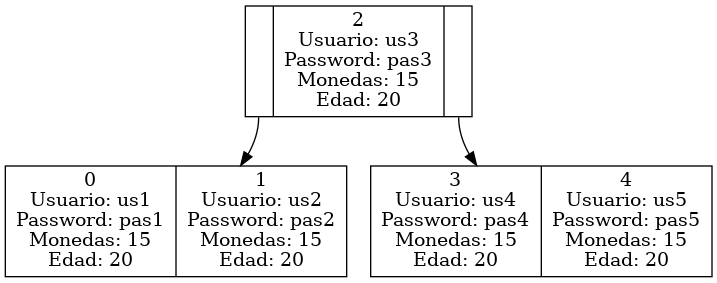 2
Usuario: us3
Password: pas3
Monedas: 15
Edad: 20
0
Usuario: us1
Password: pas1
Monedas: 15
Edad: 20
1
Usuario: us2
Password: pas2
Monedas: 15
Edad: 20
3
Usuario: us4
Password: pas4
Monedas: 15
Edad: 20
4
Usuario: us5
Password: pas5
Monedas: 15
Edad: 20